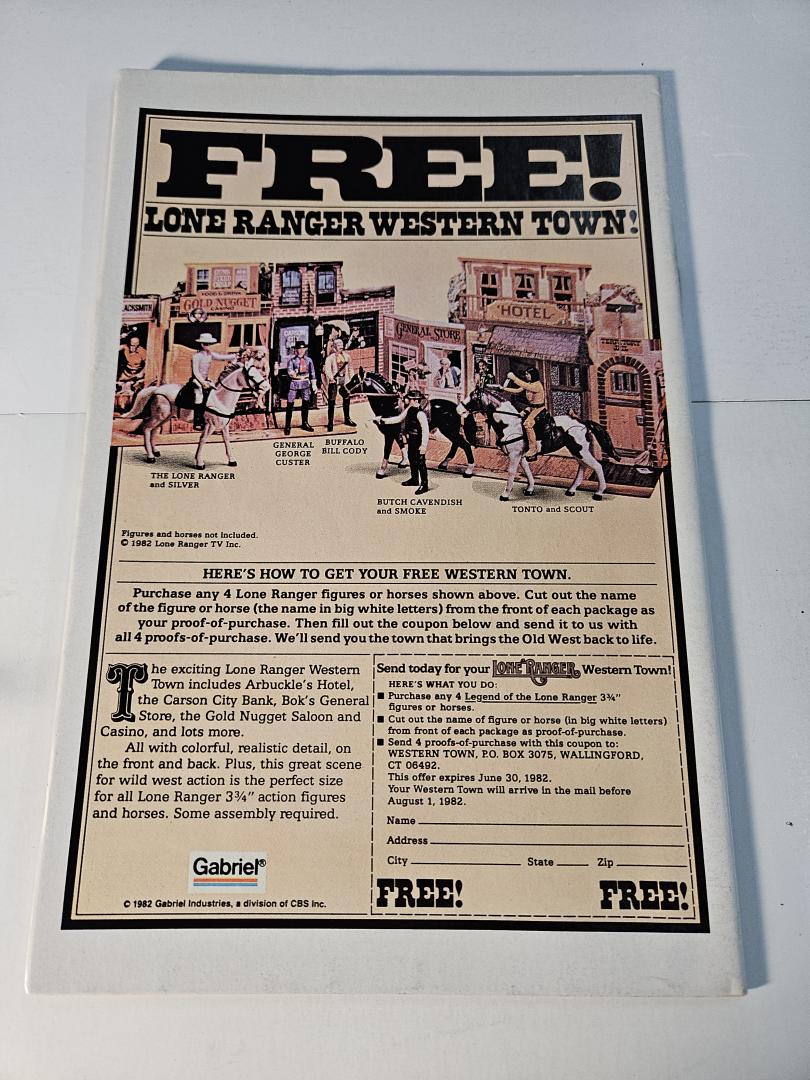 FREE!
LONE RANGER WESTERN TOWN!
GOLD NUGGET
CASINO
GENERAL STORE
HOTEL
THE LONE RANGER
and SILVER
GENERAL
GEORGE
CUSTER
BUFFALO
BILL CODY
BUTCH CAVENDISH
and SMOKE
TONTO and SCOUT
Figures and horses not included.
© 1982 Lone Ranger TV Inc.
HERE'S HOW TO GET YOUR FREE WESTERN TOWN.
Purchase any 4 Lone Ranger figures or horses shown above. Cut out the name
of the figure or horse (the name in big white letters) from the front of each package as
your proof-of-purchase. Then fill out the coupon below and send it to us with
all 4 proofs-of-purchase. We'll send you the town that brings the Old West back to life.
The exciting Lone Ranger Western
Town includes Arbuckle's Hotel,
the Carson City Bank, Bok's General
Store, the Gold Nugget Saloon and
Casino, and lots more.
All with colorful, realistic detail, on
the front and back. Plus, this great scene
for wild west action is the perfect size
for all Lone Ranger 3¾" action figures
and horses. Some assembly required.
Gabriel®
© 1982 Gabriel Industries, a division of CBS Inc.
Send today for your LONE RANGER Western Town!
HERE'S WHAT YOU DO:
■ Purchase any 4 Legend of the Lone Ranger 3¾"
figures or horses.
■ Cut out the name of figure or horse (in big white letters)
from front of each package as proof-of-purchase.
■ Send 4 proofs-of-purchase with this coupon to:
WESTERN TOWN, P.O. BOX 3075, WALLINGFORD,
CT 06492.
This offer expires June 30, 1982.
Your Western Town will arrive in the mail before
August 1, 1982.
Name
Address
City State Zip
FREE! FREE!